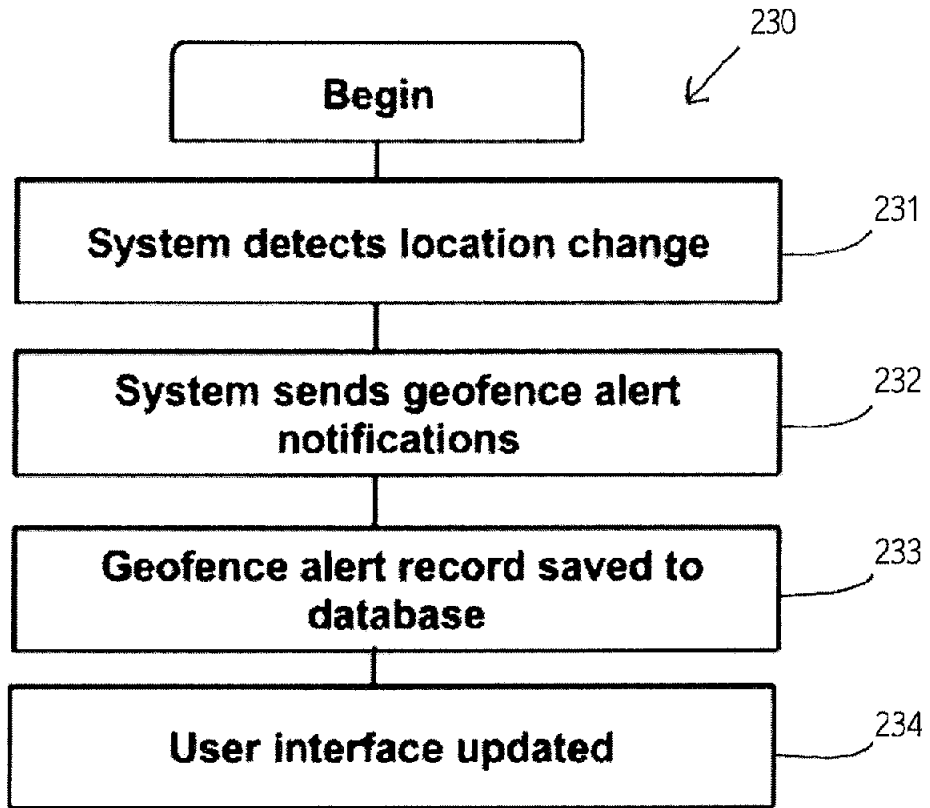 230
Begin
231
System detects location change
232
System sends geofence alert
notifications
233
Geofence alert record saved to
database
234
User interface updated